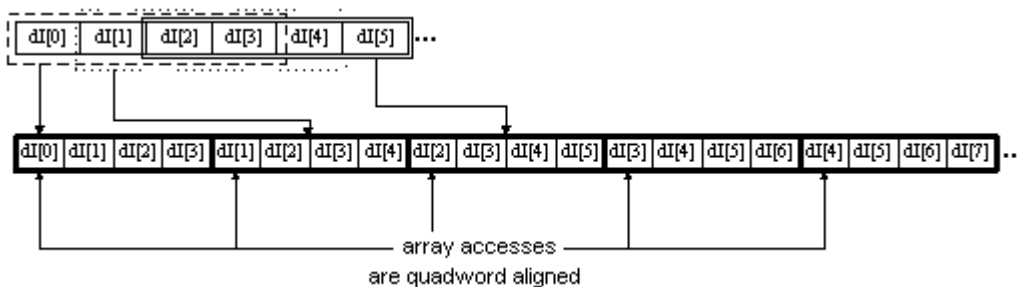 dI[0] dI[1] dI[2] dI[3] dI[4] dI[5] ...
dI[0] dI[1] dI[2] dI[3] dI[1] dI[2] dI[3] dI[4] dI[2] dI[3] dI[4] dI[5] dI[3] dI[4] dI[5] dI[6] dI[4] dI[5] dI[6] dI[7] ..
array accesses
are quadword aligned